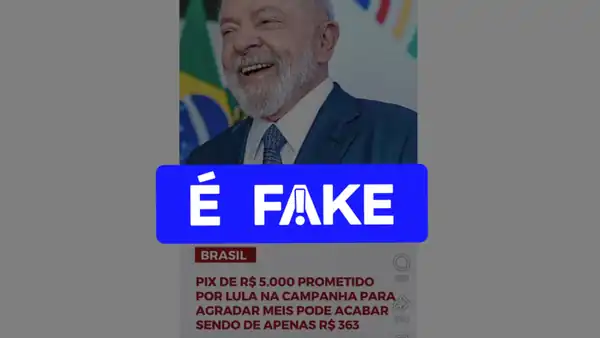 É FAKE
BRASIL
PIX DE R$ 5.000 PROMETIDO
POR LULA NA CAMPANHA PARA
AGRADAR MEIS PODE ACABAR
SENDO DE APENAS R$ 363